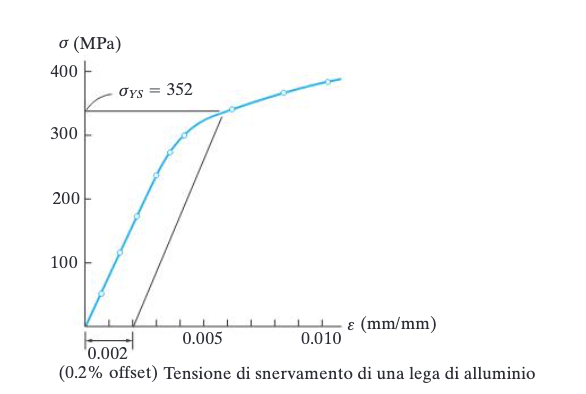 σ (MPa)
400
σYS = 352
300
200
100
ε (mm/mm)
0.005
0.010
0.002
(0.2% offset) Tensione di snervamento di una lega di alluminio